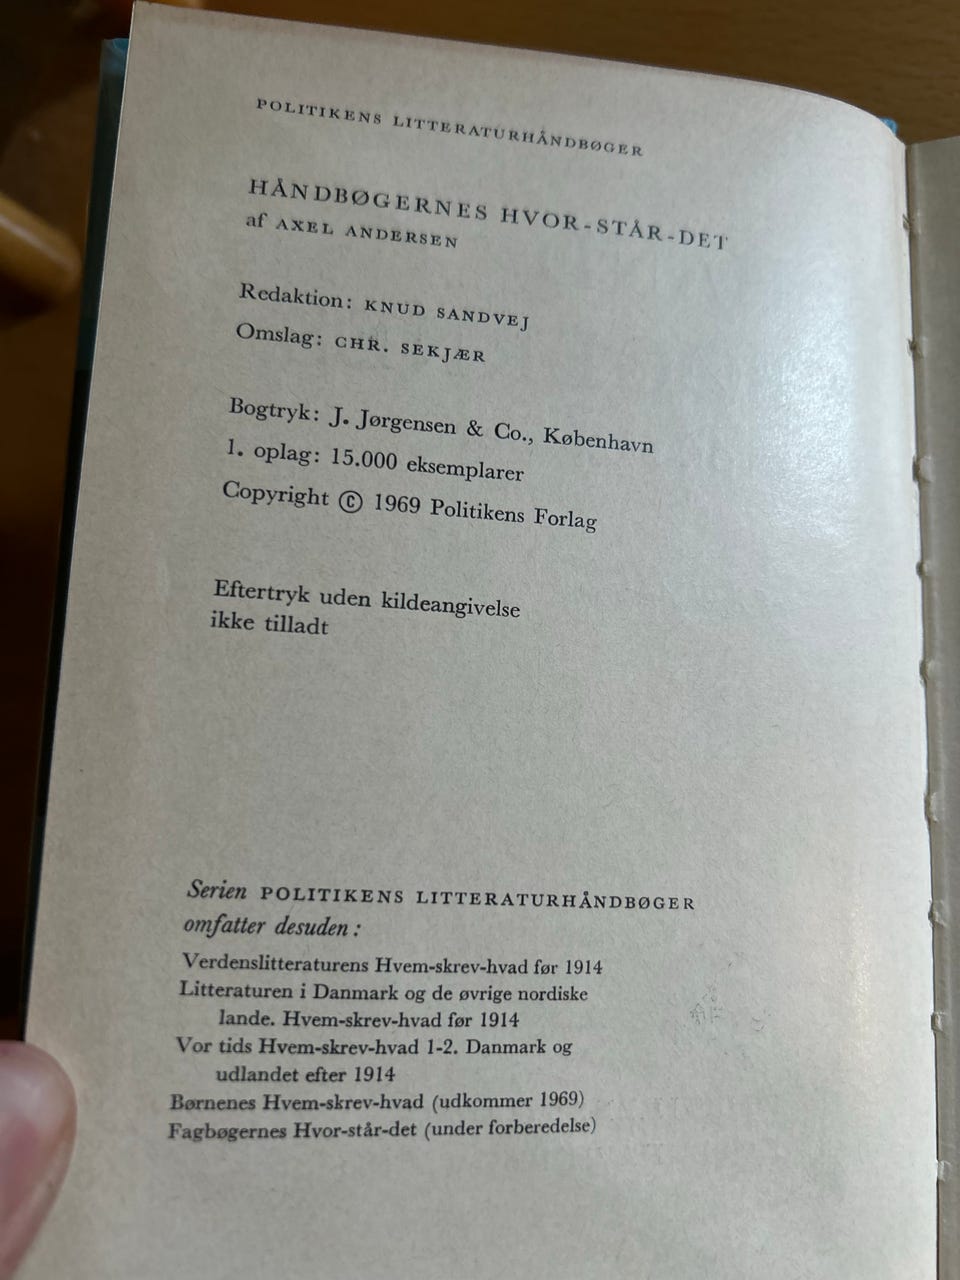 POLITIKENS LITTERATURHÅNDBØGER
HÅNDBØGERNES HVOR-STÅR-DET
af AXEL ANDERSEN
Redaktion: KNUD SANDVEJ
Omslag: CHR. SEKJÆR
Bogtryk: J. Jørgensen & Co., København
1. oplag: 15.000 eksemplarer
Copyright © 1969 Politikens Forlag
Eftertryk uden kildeangivelse
ikke tilladt
Serien POLITIKENS LITTERATURHÅNDBØGER
omfatter desuden:
Verdenslitteraturens Hvem-skrev-hvad før 1914
Litteraturen i Danmark og de øvrige nordiske
lande. Hvem-skrev-hvad før 1914
Vor tids Hvem-skrev-hvad 1-2. Danmark og
udlandet efter 1914
Børnenes Hvem-skrev-hvad (udkommer 1969)
Fagbøgernes Hvor-står-det (under forberedelse)